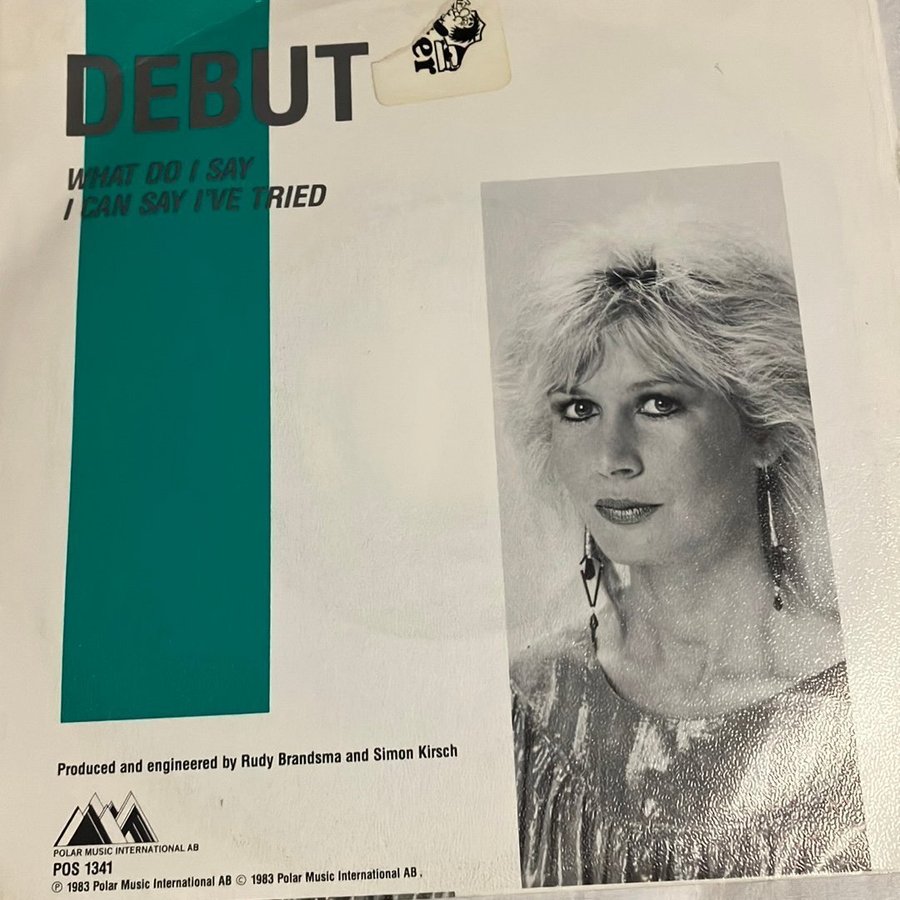 DEBUT
WHAT DO I SAY
I CAN SAY I'VE TRIED
Produced and engineered by Rudy Brandsma and Simon Kirsch
POLAR MUSIC INTERNATIONAL AB
POS 1341
℗ 1983 Polar Music International AB © 1983 Polar Music International AB.